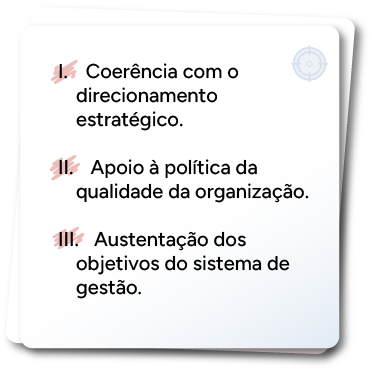 I. Coerência com o
direcionamento
estratégico.
II. Apoio à política da
qualidade da organização.
III. Austentação dos
objetivos do sistema de
gestão.